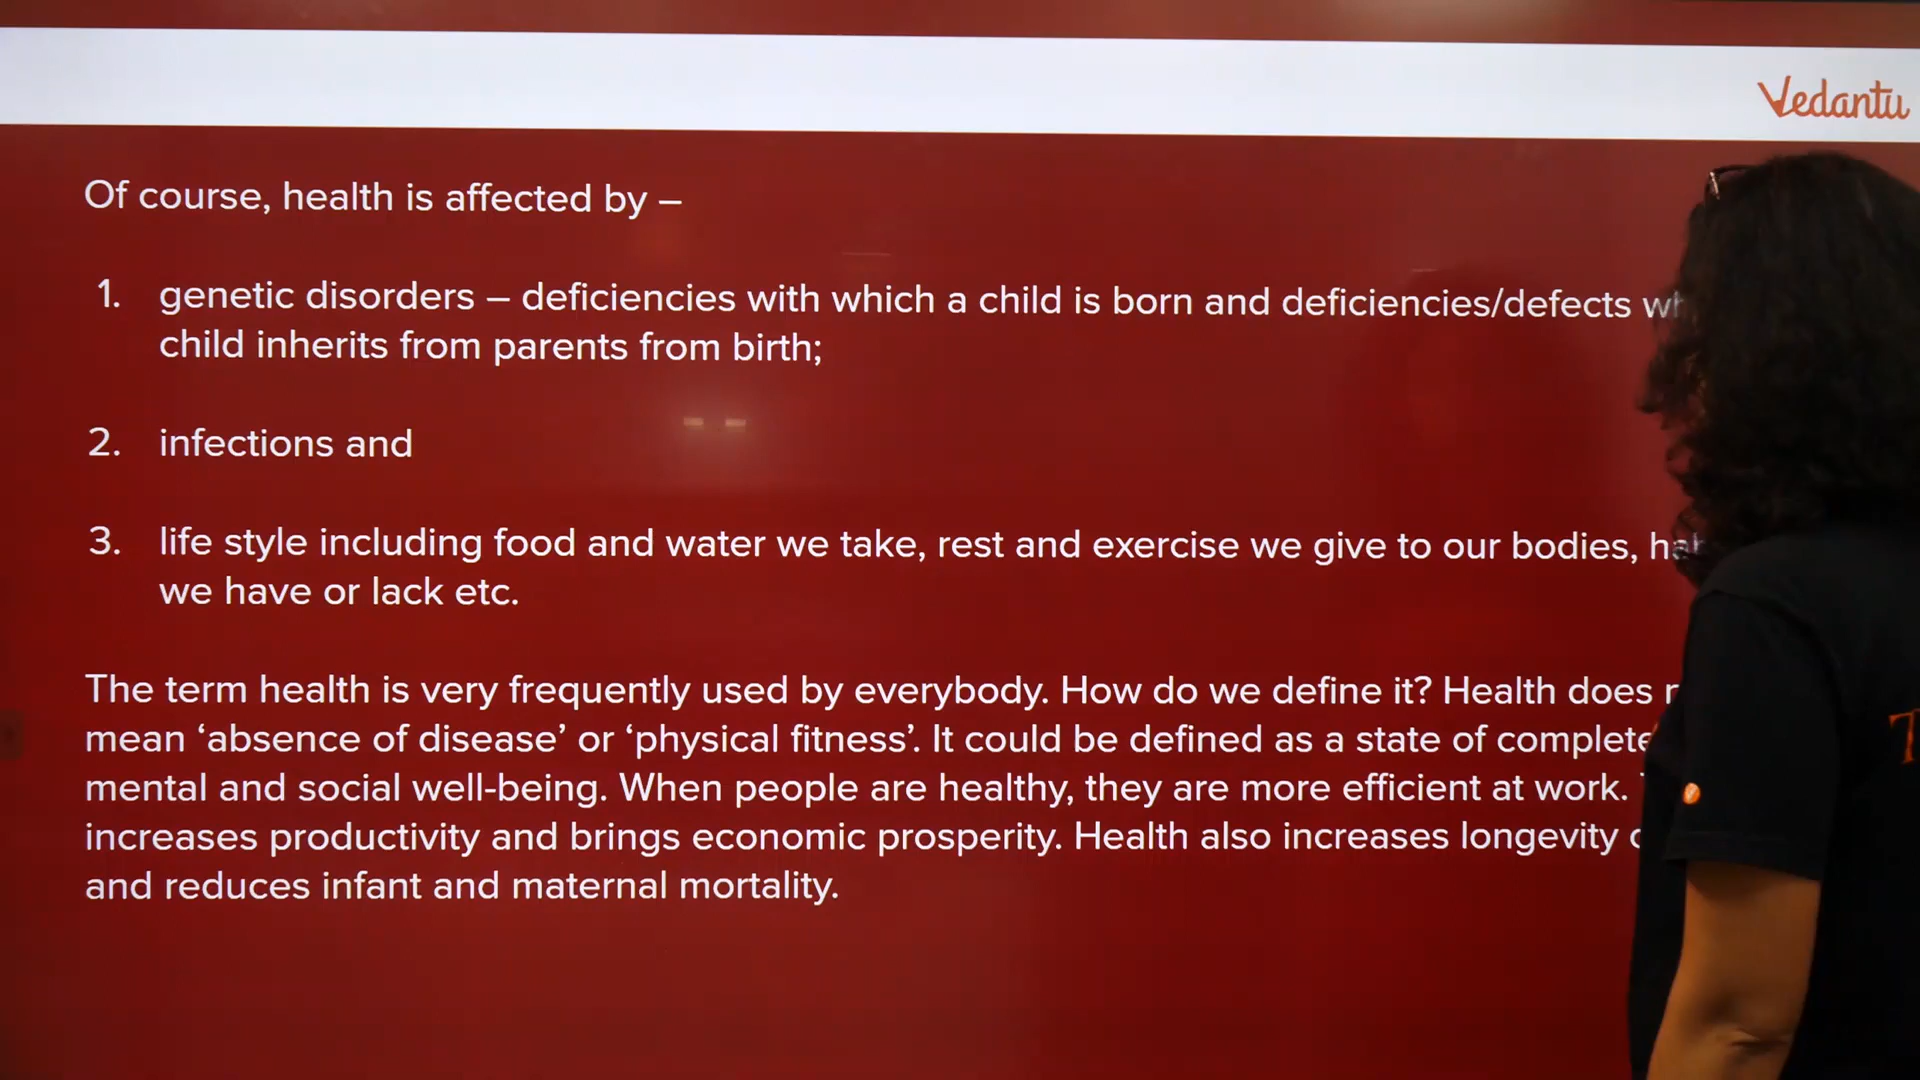 Vedantu
Of course, health is affected by –
1. genetic disorders – deficiencies with which a child is born and deficiencies/defects
child inherits from parents from birth;
2. infections and
3. life style including food and water we take, rest and exercise we give to our bodies,
we have or lack etc.
The term health is very frequently used by everybody. How do we define it? Health does
mean ‘absence of disease’ or ‘physical fitness’. It could be defined as a state of complete
mental and social well-being. When people are healthy, they are more efficient at work.
increases productivity and brings economic prosperity. Health also increases longevity
and reduces infant and maternal mortality.